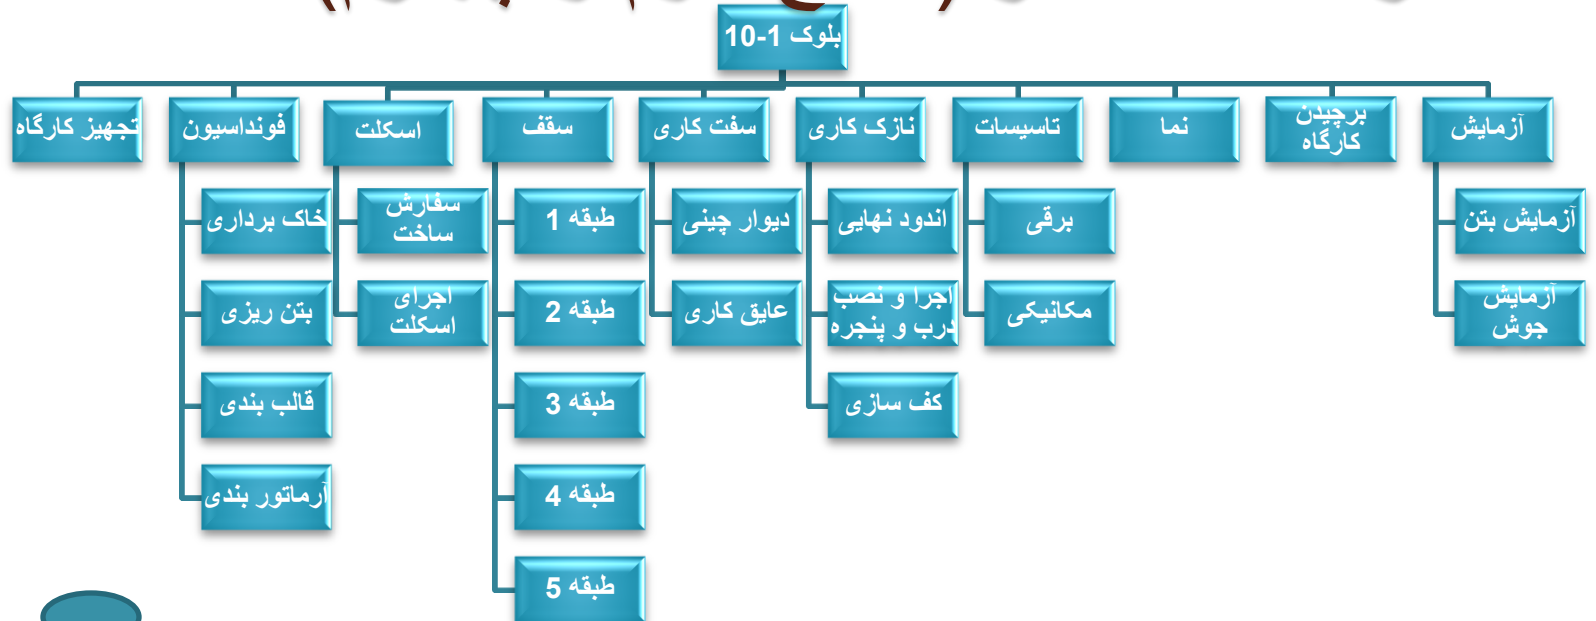 بلوک 1-10
تجهیز کارگاه
فونداسیون
اسکلت
سقف
سفت کاری
نازک کاری
تاسیسات
نما
برچیدن
کارگاه
آزمایش
خاک برداری
سفارش
ساخت
طبقه 1
دیوار چینی
اندود نهایی
برقی
آزمایش بتن
بتن ریزی
اجرای
اسکلت
طبقه 2
عایق کاری
اجرا و نصب
درب و پنجره
مکانیکی
آزمایش
جوش
قالب بندی
طبقه 3
کف سازی
آرماتور بندی
طبقه 4
طبقه 5